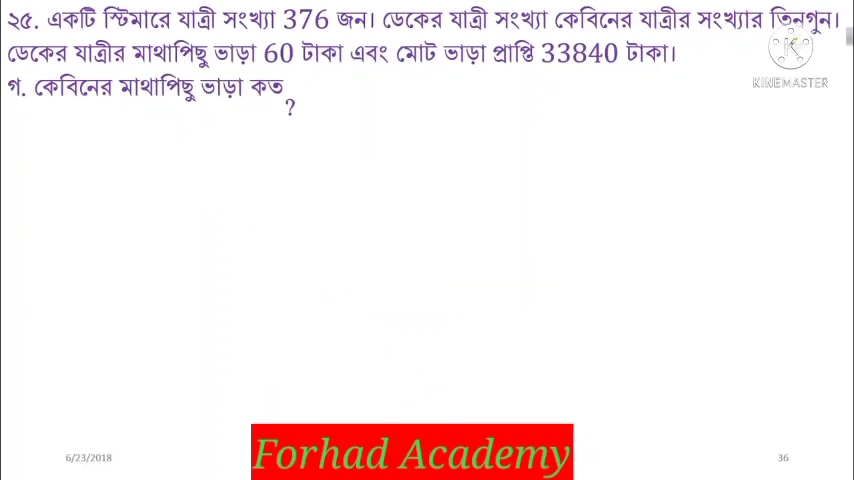 ২৫. একটি স্টিমারে যাত্রী সংখ্যা 376 জন। ডেকের যাত্রী সংখ্যা কেবিনের যাত্রীর সংখ্যার তিনগুন।
ডেকের যাত্রীর মাথাপিছু ভাড়া 60 টাকা এবং মোট ভাড়া প্রাপ্তি 33840 টাকা।
KINEMASTER
গ. কেবিনের মাথাপিছু ভাড়া কত
?
6/23/2018
Forhad Academy
36